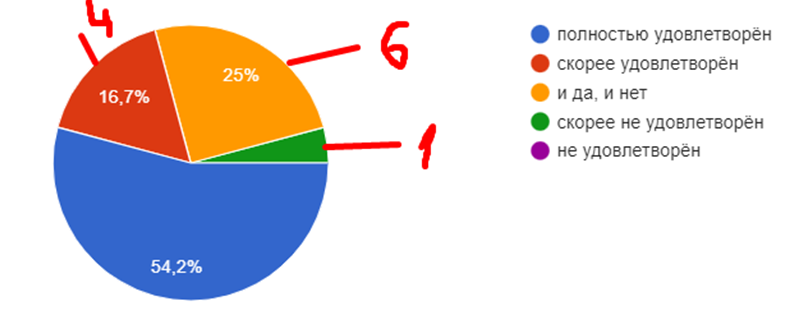 4
6
25%
16,7%
1
54,2%
полностью удовлетворён
скорее удовлетворён
и да, и нет
скорее не удовлетворён
не удовлетворён